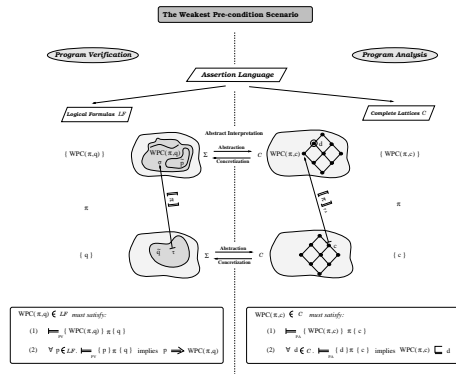 The Weakest Pre-condition Scenario
Program Verification
Program Analysis
Assertion Language
Logical Formulas LF
Complete Lattices C
Abstract Interpretation
{ WPC(π,q) }
WPC(π,q)
σ
p̄
Σ
Abstraction
Concretization
C
WPC(π,c)
d
{ WPC(π,c) }
π
π
{ q }
q̄
τ
Σ
Abstraction
Concretization
C
c
{ c }
WPC(π,q) ∈ LF must satisfy:
(1) ⊨PV { WPC(π,q) } π { q }
(2) ∀ p ∈ LF. ⊨PV { p } π { q } implies p ⟹ WPC(π,q)
WPC(π,c) ∈ C must satisfy:
(1) ⊨PA { WPC(π,c) } π { c }
(2) ∀ d ∈ C. ⊨PA { d } π { c } implies WPC(π,c) ⊑ d